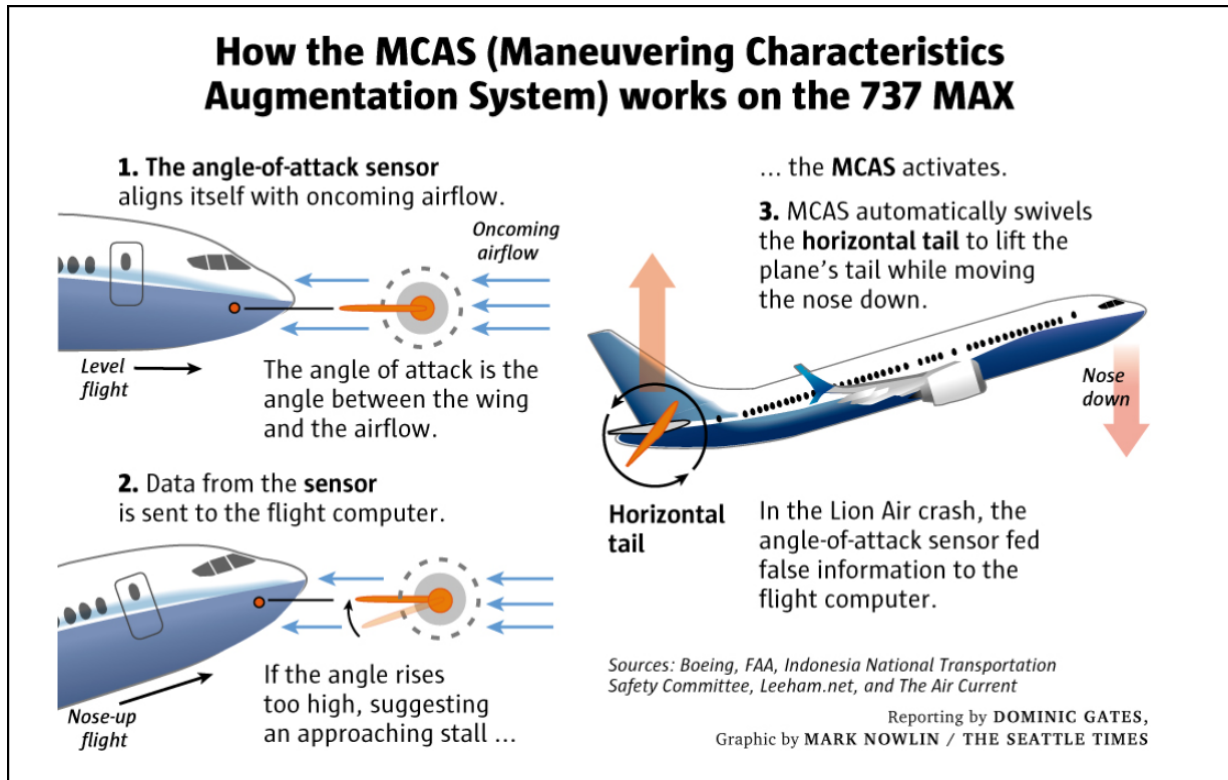 How the MCAS (Maneuvering Characteristics
Augmentation System) works on the 737 MAX
1. The angle-of-attack sensor
aligns itself with oncoming airflow.
Oncoming
airflow
Level
flight
The angle of attack is the
angle between the wing
and the airflow.
2. Data from the sensor
is sent to the flight computer.
Nose-up
flight
If the angle rises
too high, suggesting
an approaching stall ...
... the MCAS activates.
3. MCAS automatically swivels
the horizontal tail to lift the
plane's tail while moving
the nose down.
Nose
down
Horizontal
tail
In the Lion Air crash, the
angle-of-attack sensor fed
false information to the
flight computer.
Sources: Boeing, FAA, Indonesia National Transportation
Safety Committee, Leeham.net, and The Air Current
Reporting by DOMINIC GATES,
Graphic by MARK NOWLIN / THE SEATTLE TIMES